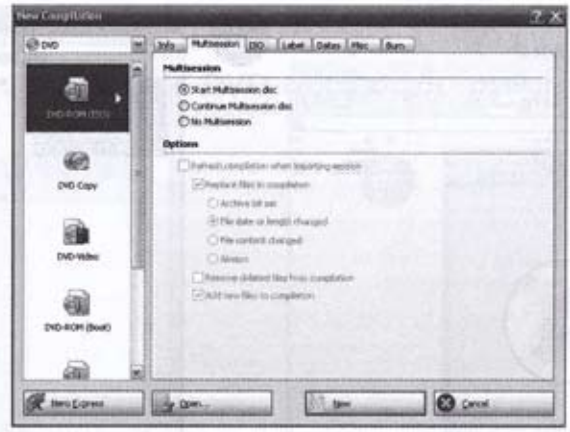 New Compilation
DVD
Info Multisession ISO Label Dates Misc Burn
Multisession
DVD-ROM (ISO)
Start Multisession disc
Continue Multisession disc
No Multisession
Options
Refresh compilation when importing session
Replace files in compilation
DVD Copy
Archive bit set
File date or length changed
File content changed
DVD-Video
Always
Remove deleted files from compilation
Add new files to compilation
DVD-ROM (Boot)
Nero Express
Open...
New
Cancel